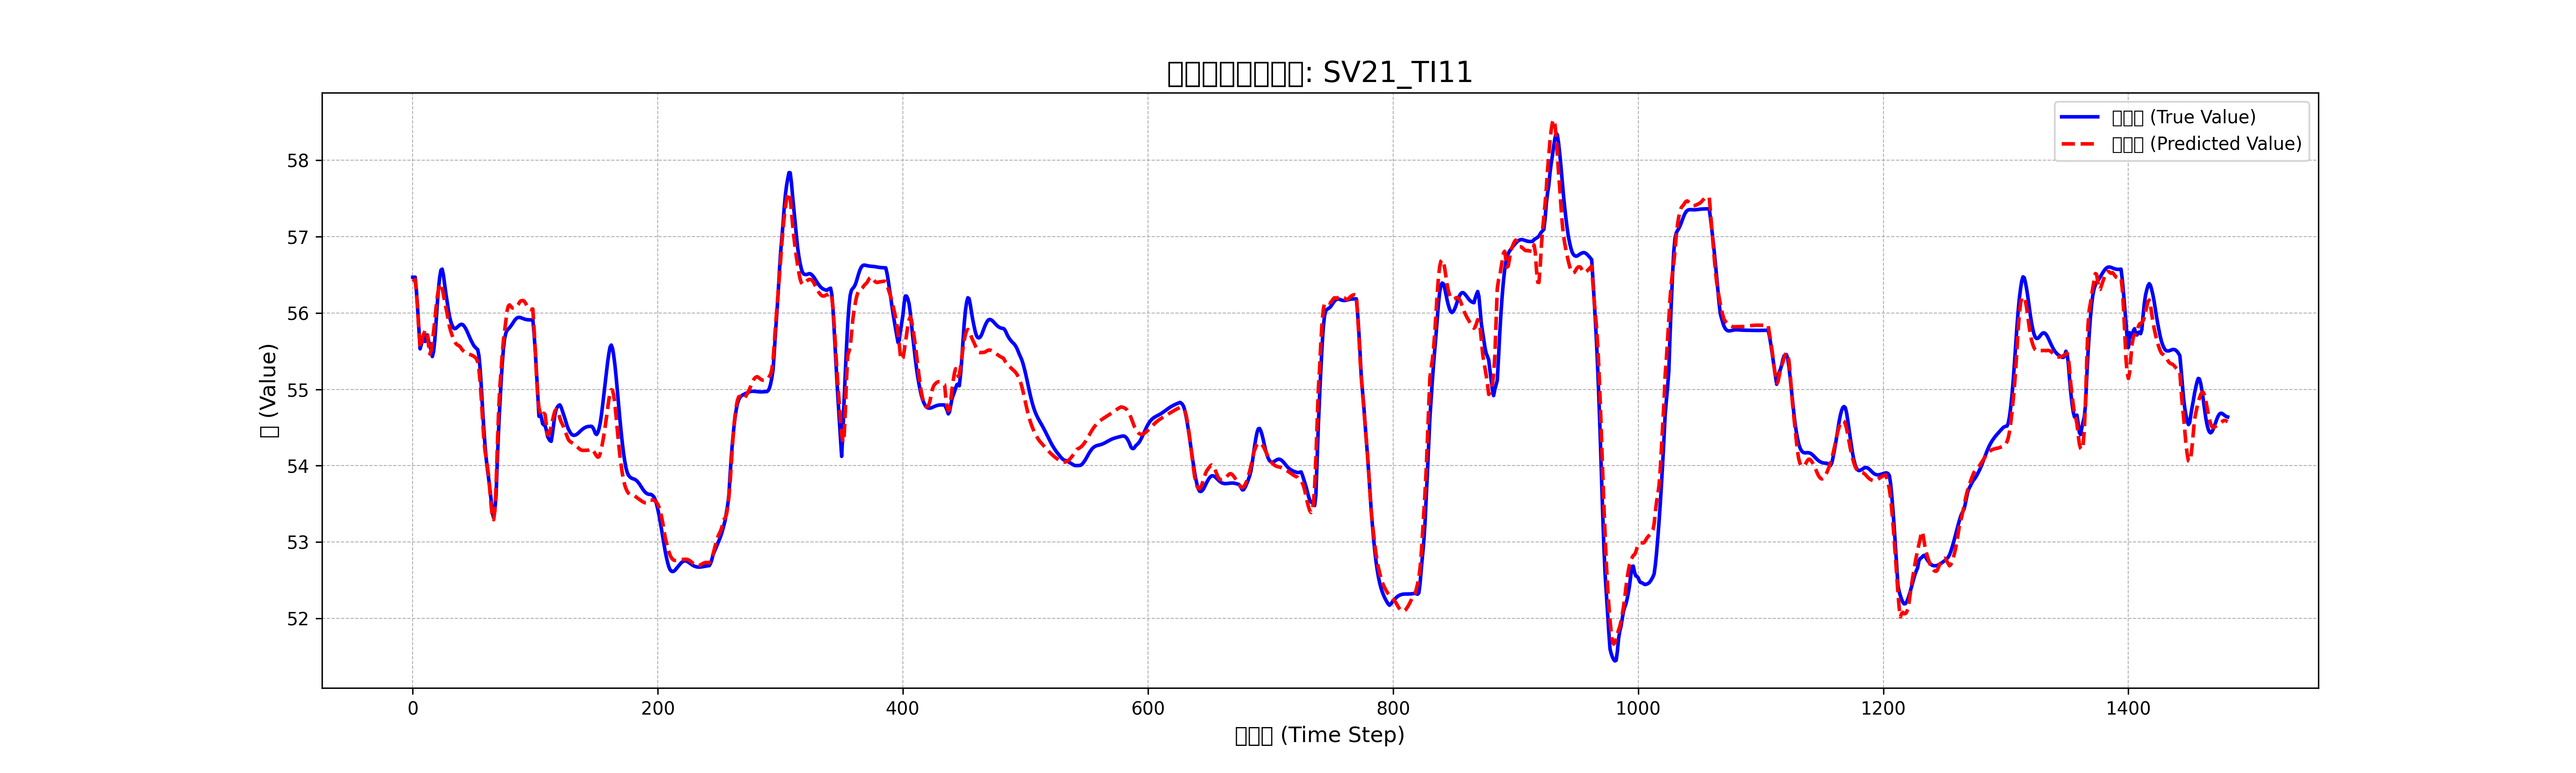 : SV21_TI11
(True Value)
(Predicted Value)
(Value)
58
57
56
55
54
53
52
0 200 400 600 800 1000 1200 1400
(Time Step)